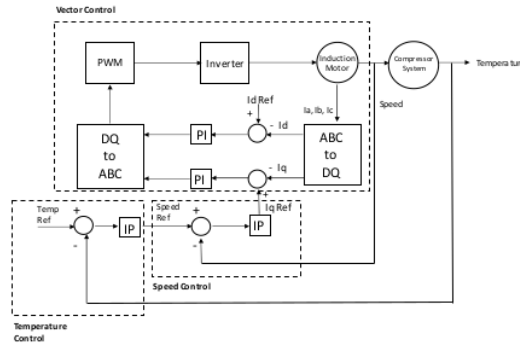 Vector Control
PWM
Inverter
Induction
Motor
Compressor
System
Temperature
Id Ref
+
Ia, Ib, Ic
Speed
DQ
to
ABC
PI
- Id
ABC
to
DQ
PI
- Iq
+
Iq Ref
Temp
Ref
+
-
IP
Speed
Ref
+
-
IP
Speed Control
Temperature
Control